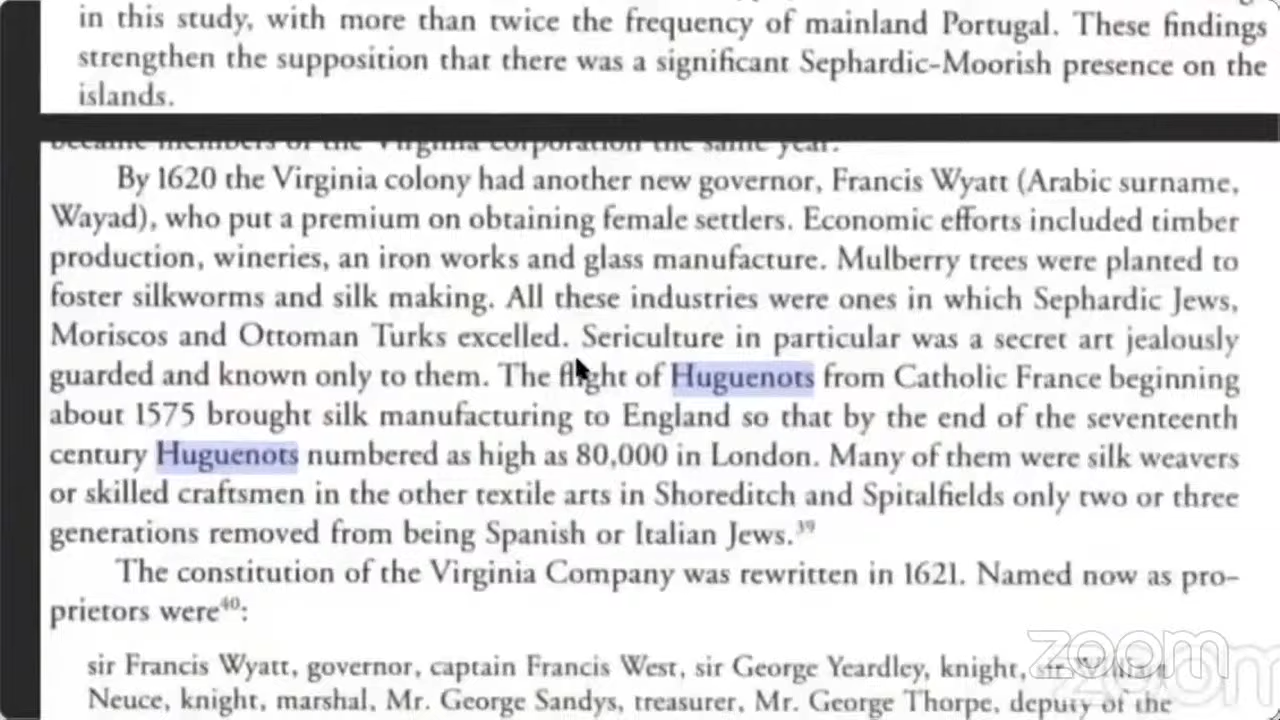 in this study, with more than twice the frequency of mainland Portugal. These findings
strengthen the supposition that there was a significant Sephardic-Moorish presence on the
islands.
became members of the Virginia corporation the same year.
By 1620 the Virginia colony had another new governor, Francis Wyatt (Arabic surname,
Wayad), who put a premium on obtaining female settlers. Economic efforts included timber
production, wineries, an iron works and glass manufacture. Mulberry trees were planted to
foster silkworms and silk making. All these industries were ones in which Sephardic Jews,
Moriscos and Ottoman Turks excelled. Sericulture in particular was a secret art jealously
guarded and known only to them. The flight of Huguenots from Catholic France beginning
about 1575 brought silk manufacturing to England so that by the end of the seventeenth
century Huguenots numbered as high as 80,000 in London. Many of them were silk weavers
or skilled craftsmen in the other textile arts in Shoreditch and Spitalfields only two or three
generations removed from being Spanish or Italian Jews.³⁹
The constitution of the Virginia Company was rewritten in 1621. Named now as pro-
prietors were⁴⁰:
sir Francis Wyatt, governor, captain Francis West, sir George Yeardley, knight, sir William
Neuce, knight, marshal, Mr. George Sandys, treasurer, Mr. George Thorpe, deputy of the
zoom
zoom